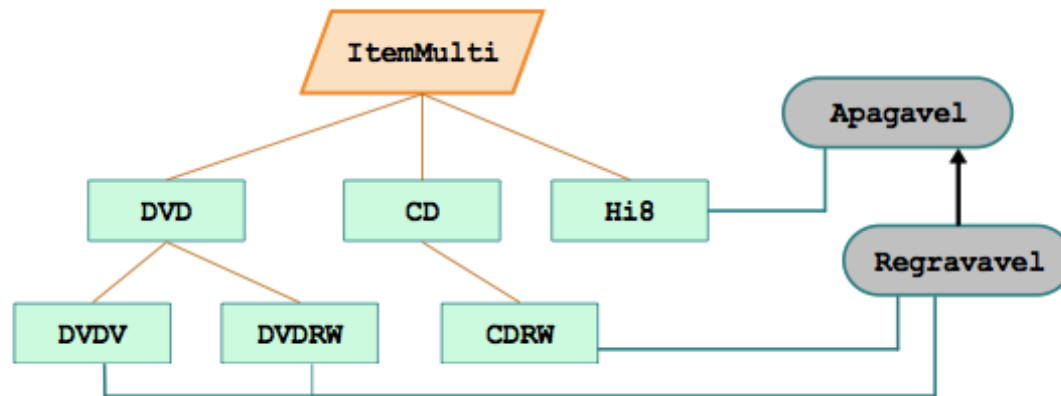 ItemMulti
Apagavel
DVD
CD
Hi8
Regravavel
DVDV
DVDRW
CDRW